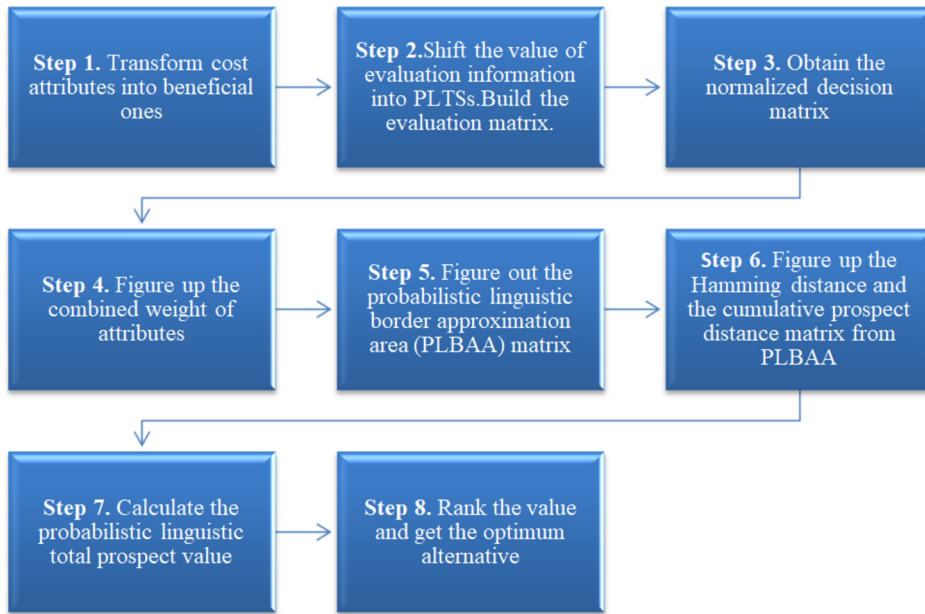 Step 1. Transform cost
attributes into beneficial
ones
Step 2.Shift the value of
evaluation information
into PLTSs.Build the
evaluation matrix.
Step 3. Obtain the
normalized decision
matrix
Step 4. Figure up the
combined weight of
attributes
Step 5. Figure out the
probabilistic linguistic
border approximation
area (PLBAA) matrix
Step 6. Figure up the
Hamming distance and
the cumulative prospect
distance matrix from
PLBAA
Step 7. Calculate the
probabilistic linguistic
total prospect value
Step 8. Rank the value
and get the optimum
alternative